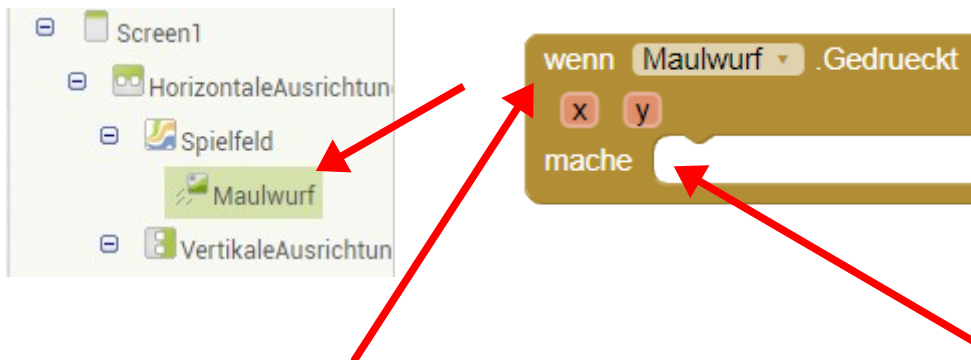 Screen1
HorizontaleAusrichtun
Spielfeld
Maulwurf
VertikaleAusrichtun
wenn Maulwurf .Gedrueckt
x y
mache